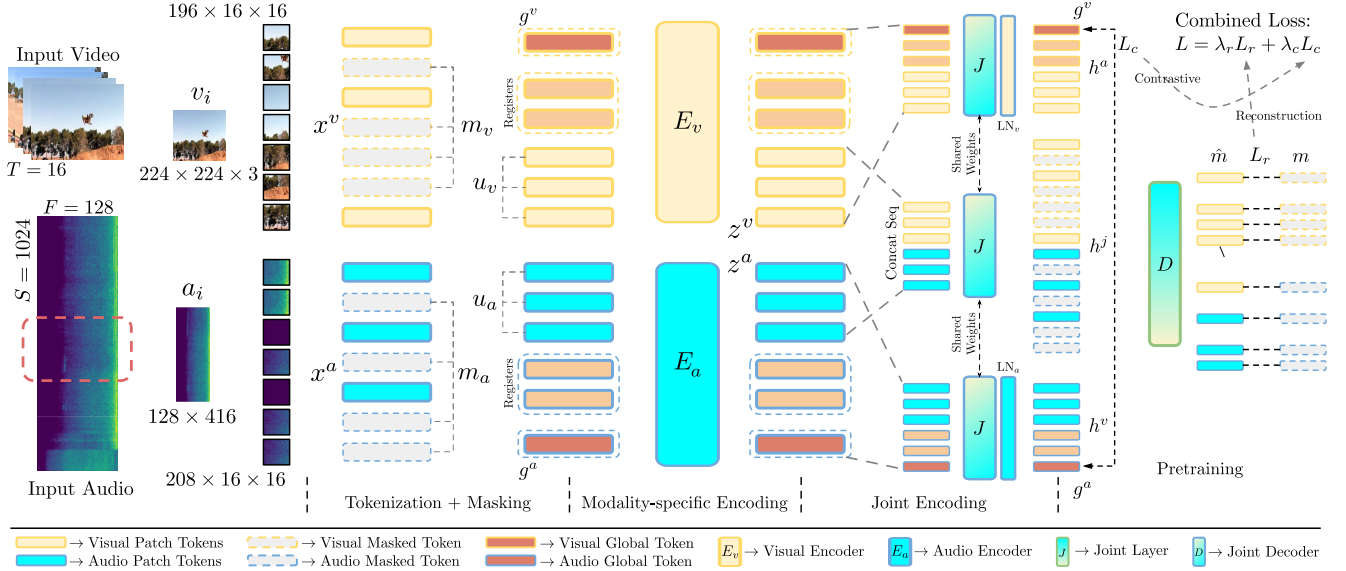 196 × 16 × 16
Input Video
v_i
T = 16
224 × 224 × 3
F = 128
S = 1024
a_i
128 × 416
Input Audio
208 × 16 × 16
x^v
m_v
x^a
m_a
Tokenization + Masking
g^v
Registers
u_v
u_a
Registers
g^a
E_v
E_a
Modality-specific Encoding
z^v
z^a
Concat Seq
J
LN_v
Shared Weights
J
Shared Weights
LN_a
J
Joint Encoding
g^v
h^a
h^j
h^v
g^a
L_c
Combined Loss:
L = λ_r L_r + λ_c L_c
Contrastive
Reconstruction
m̂
L_r
m
D
Pretraining
→ Visual Patch Tokens
→ Visual Masked Token
→ Visual Global Token
E_v → Visual Encoder
E_a → Audio Encoder
J → Joint Layer
D → Joint Decoder
→ Audio Patch Tokens
→ Audio Masked Token
→ Audio Global Token